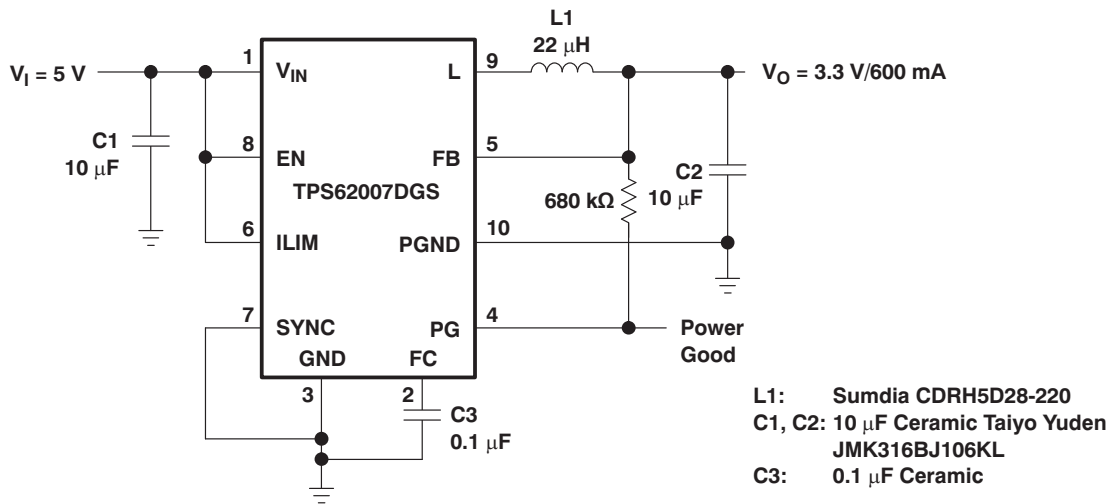 L1
22 μH
1
9
VI = 5 V
VIN
L
VO = 3.3 V/600 mA
C1
10 μF
8
EN
5
FB
TPS62007DGS
C2
10 μF
680 kΩ
6
ILIM
10
PGND
7
SYNC
4
PG
Power
Good
GND
FC
3
2
C3
0.1 μF
L1: Sumdia CDRH5D28-220
C1, C2: 10 μF Ceramic Taiyo Yuden
JMK316BJ106KL
C3: 0.1 μF Ceramic